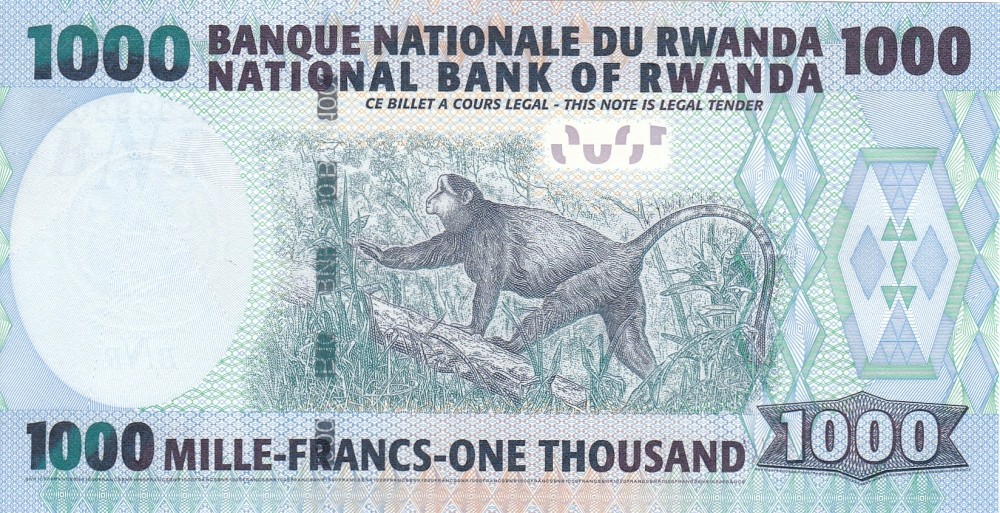 1000 BANQUE NATIONALE DU RWANDA 1000
NATIONAL BANK OF RWANDA
CE BILLET A COURS LEGAL - THIS NOTE IS LEGAL TENDER
BNR
1000 MILLE-FRANCS-ONE THOUSAND 1000